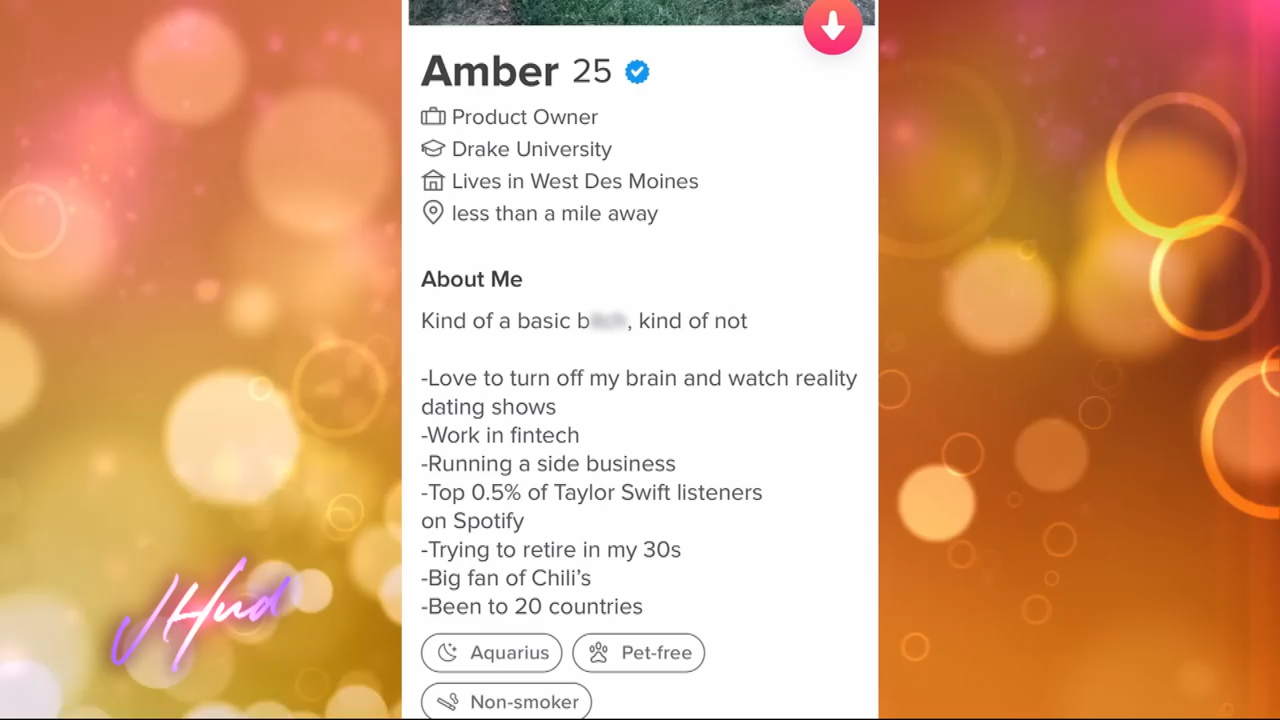 Amber 25
Product Owner
Drake University
Lives in West Des Moines
less than a mile away
About Me
Kind of a basic b, kind of not
-Love to turn off my brain and watch reality
dating shows
-Work in fintech
-Running a side business
-Top 0.5% of Taylor Swift listeners
on Spotify
-Trying to retire in my 30s
-Big fan of Chili’s
-Been to 20 countries
Aquarius
Pet-free
Non-smoker
JHud